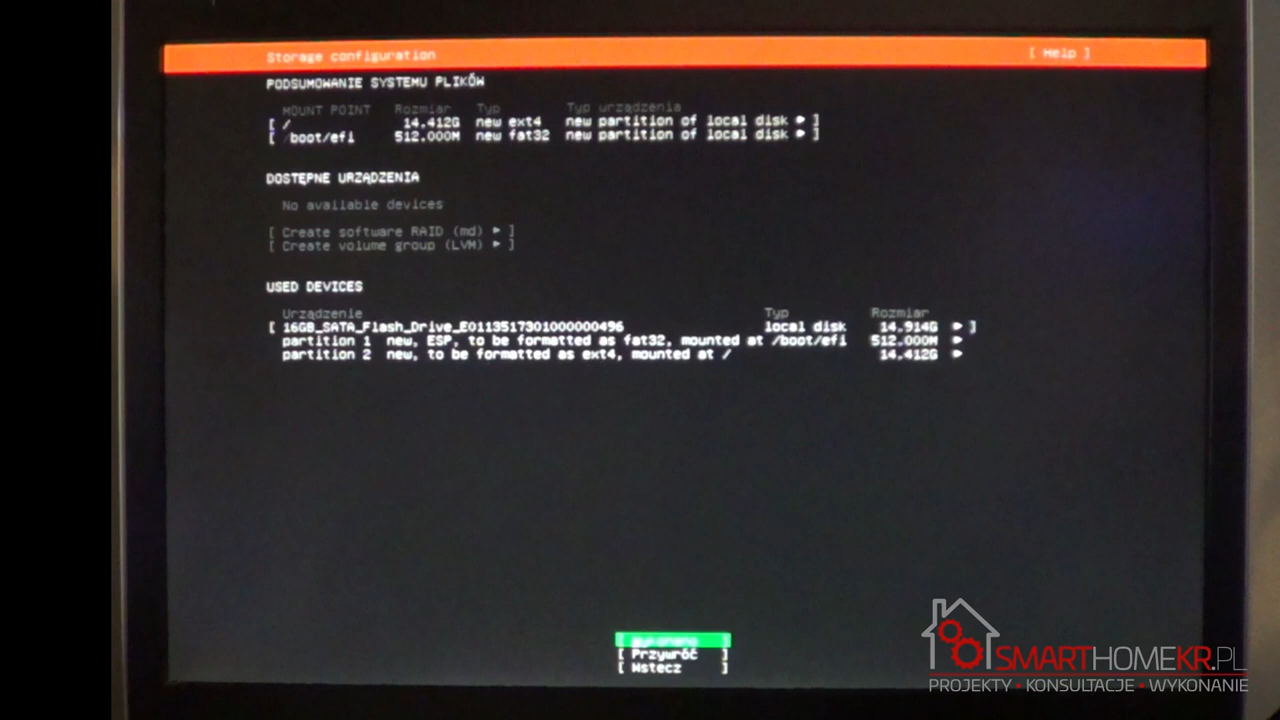 Storage configuration [ Help ]
PODSUMOWANIE SYSTEMU PLIKÓW
MOUNT POINT Rozmiar Typ Typ urządzenia
[ / 14.412G new ext4 new partition of local disk ▸ ]
[ /boot/efi 512.000M new fat32 new partition of local disk ▸ ]
DOSTĘPNE URZĄDZENIA
No available devices
[ Create software RAID (md) ▸ ]
[ Create volume group (LVM) ▸ ]
USED DEVICES
Urządzenie Typ Rozmiar
[ 16GB_SATA_Flash_Drive_E0113517301000000496 local disk 14.914G ▸ ]
partition 1 new, ESP, to be formatted as fat32, mounted at /boot/efi 512.000M ▸
partition 2 new, to be formatted as ext4, mounted at / 14.412G ▸
[ Wykonano ]
[ Przywróć ]
[ Wstecz ]
SMARTHOMEKR.PL
PROJEKTY • KONSULTACJE • WYKONANIE